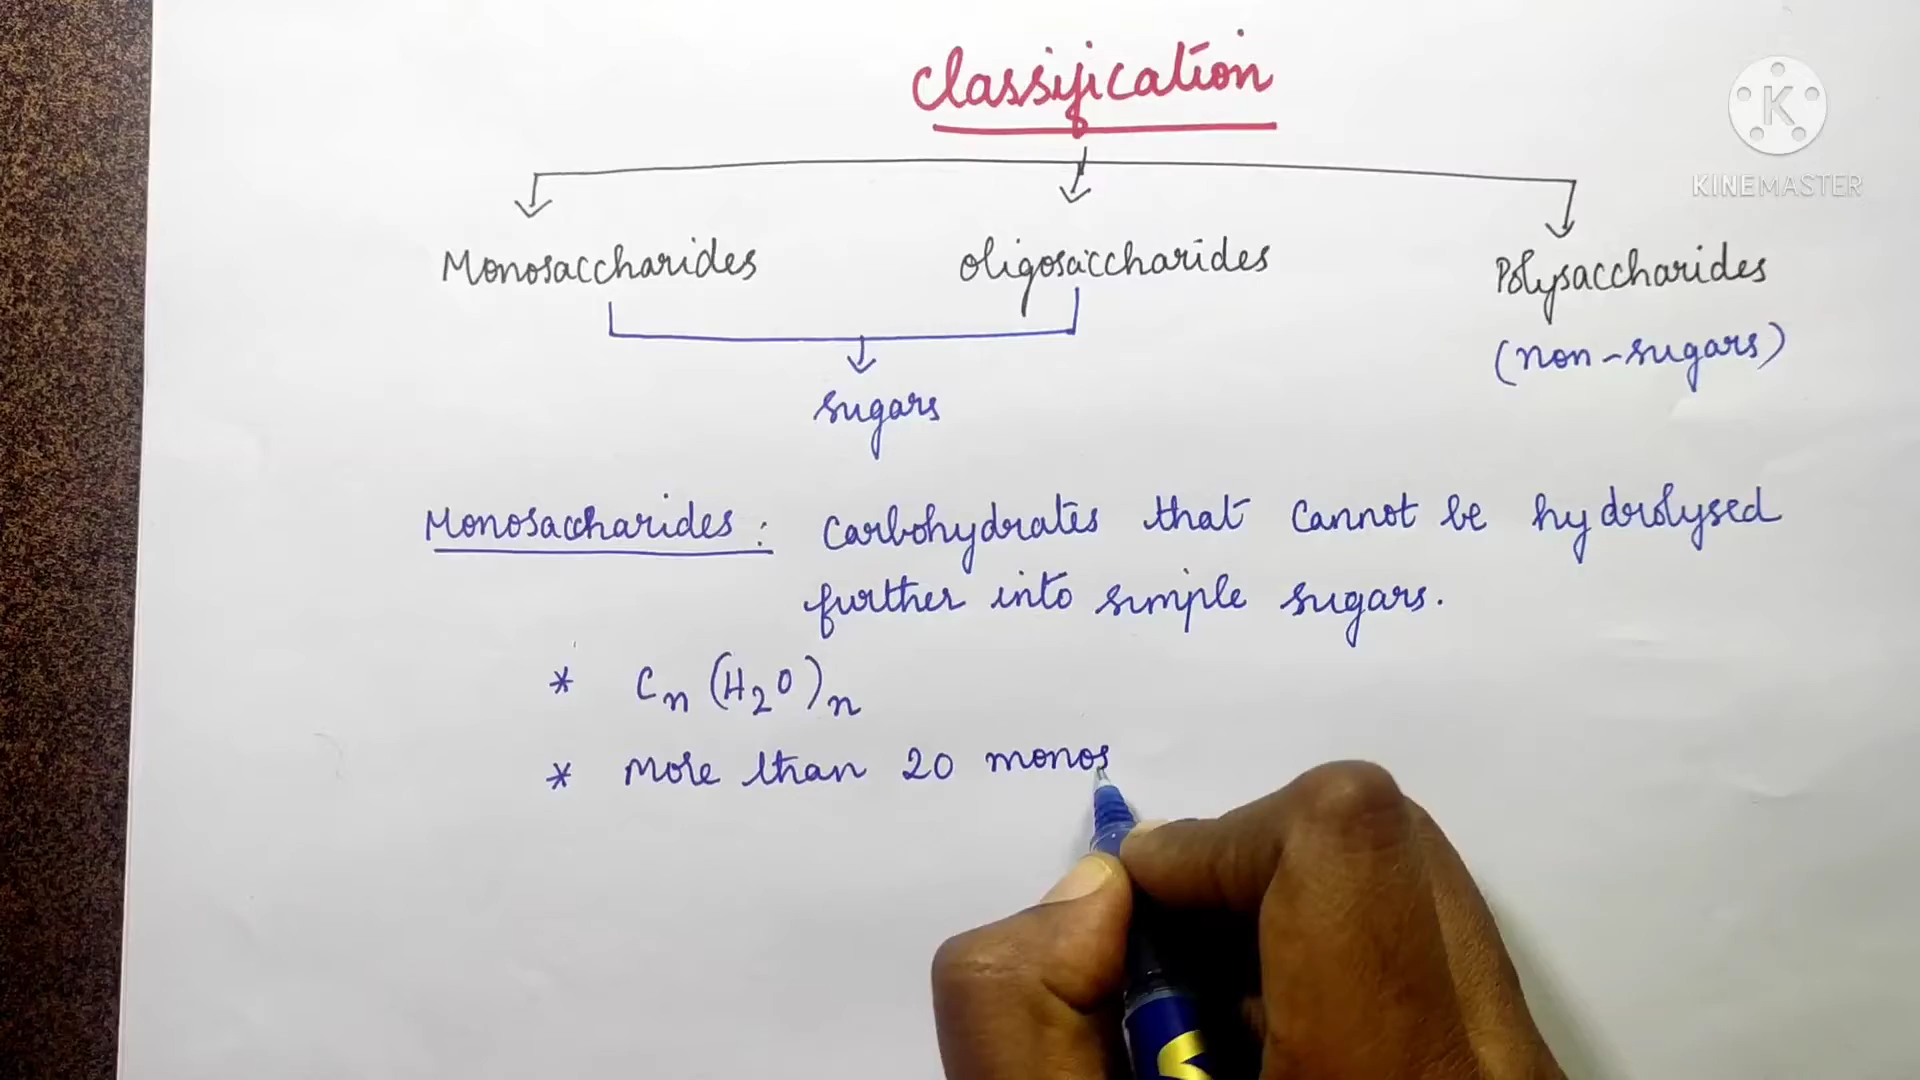 Classification
K
KINEMASTER
Monosaccharides oligosaccharides Polysaccharides
(non-sugars)
sugars
Monosaccharides: Carbohydrates that cannot be hydrolysed
further into simple sugars.
* Cn (H2O)n
* More than 20 monos